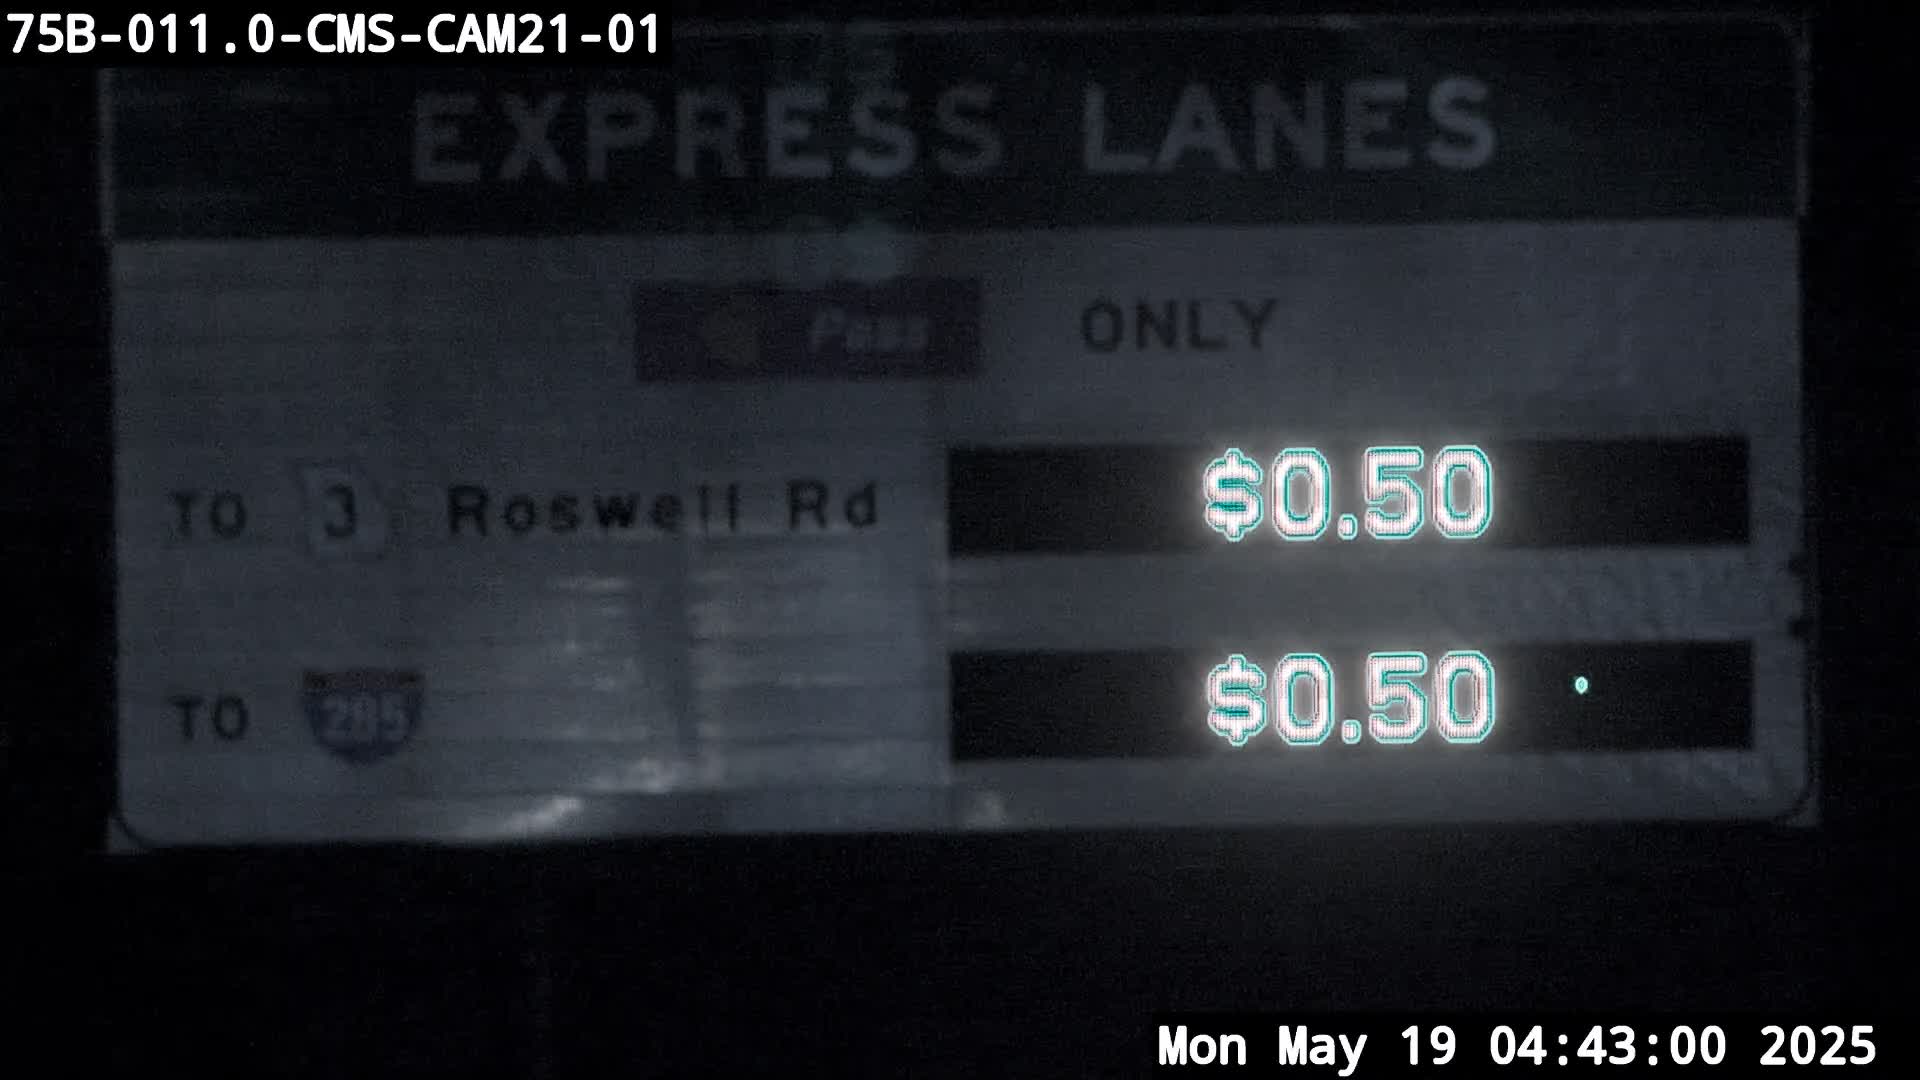 75B-011.0-CMS-CAM21-01
EXPRESS LANES
Pass ONLY
TO 3 Roswell Rd $0.50
TO 285 $0.50
Mon May 19 04:43:00 2025